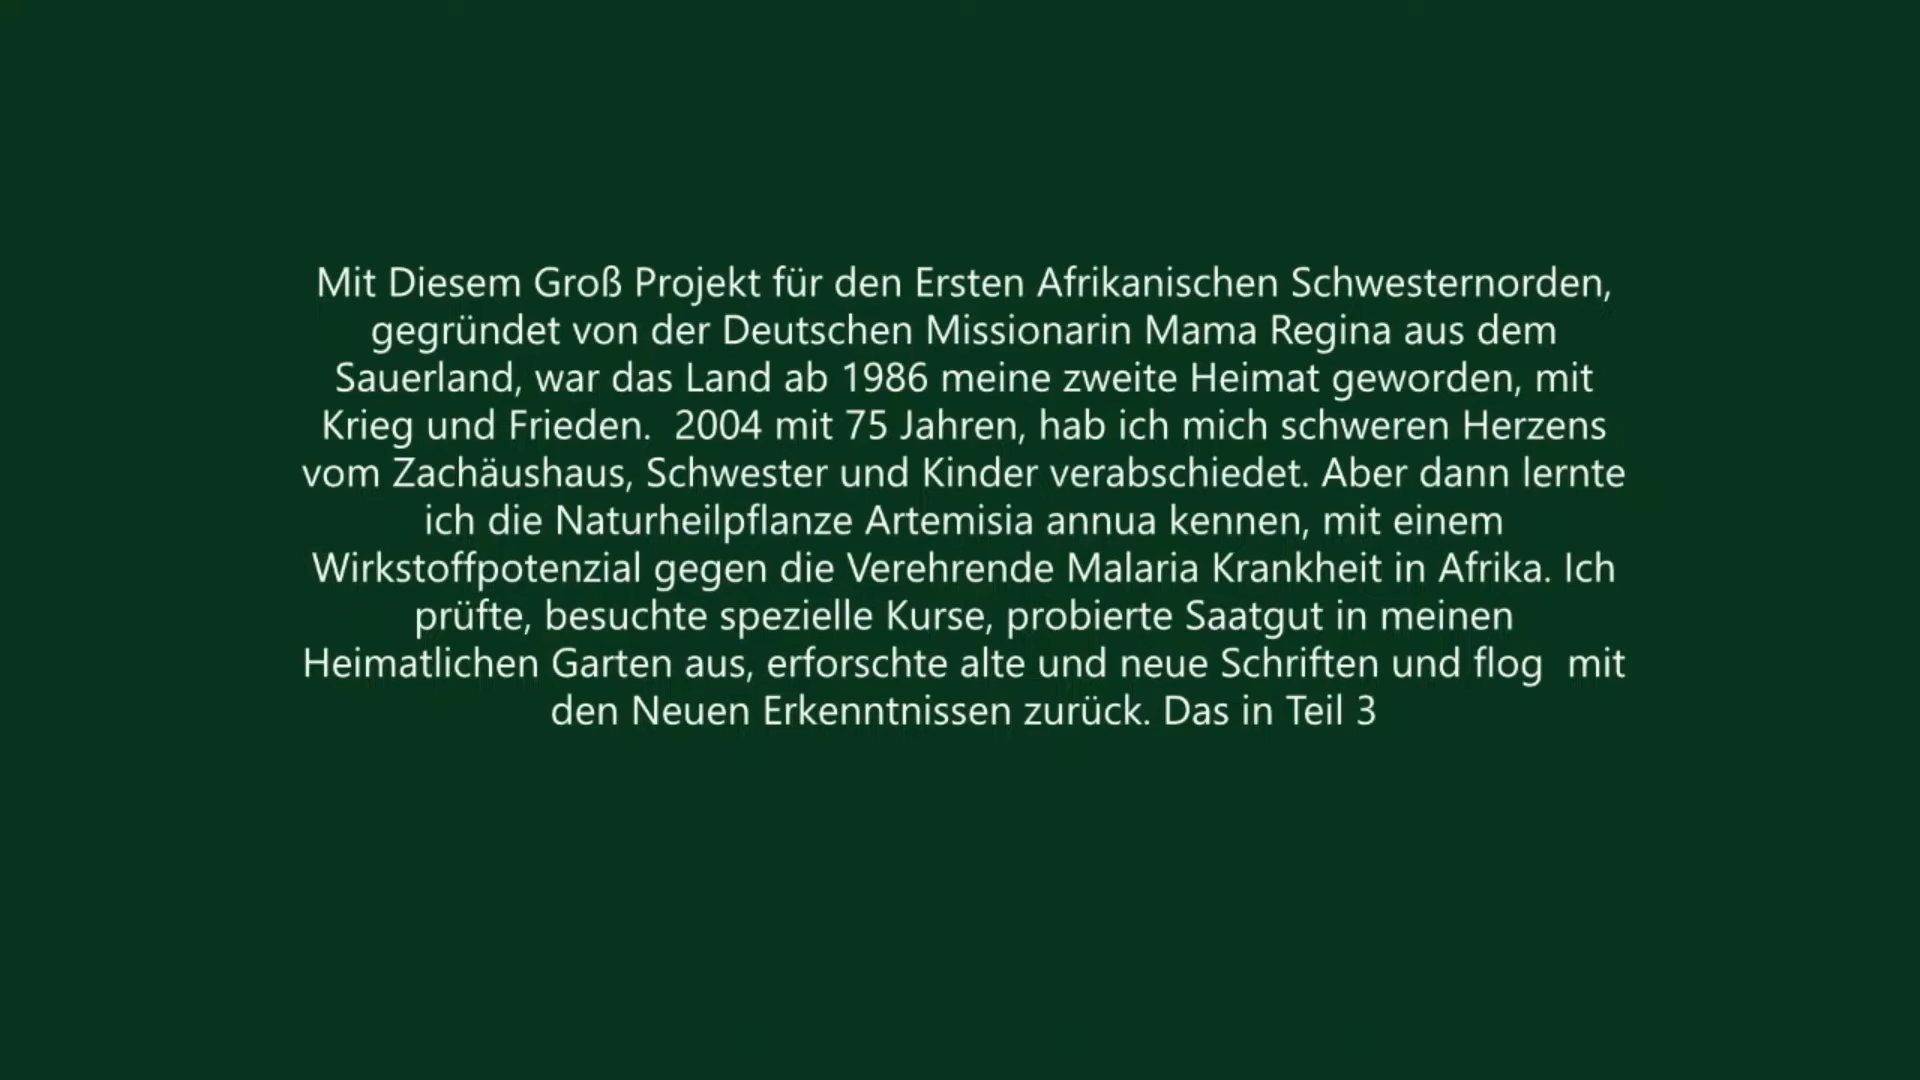 Mit Diesem Groß Projekt für den Ersten Afrikanischen Schwesternorden,
gegründet von der Deutschen Missionarin Mama Regina aus dem
Sauerland, war das Land ab 1986 meine zweite Heimat geworden, mit
Krieg und Frieden.  2004 mit 75 Jahren, hab ich mich schweren Herzens
vom Zachäushaus, Schwester und Kinder verabschiedet. Aber dann lernte
ich die Naturheilpflanze Artemisia annua kennen, mit einem
Wirkstoffpotenzial gegen die Verehrende Malaria Krankheit in Afrika. Ich
prüfte, besuchte spezielle Kurse, probierte Saatgut in meinen
Heimatlichen Garten aus, erforschte alte und neue Schriften und flog  mit
den Neuen Erkenntnissen zurück. Das in Teil 3